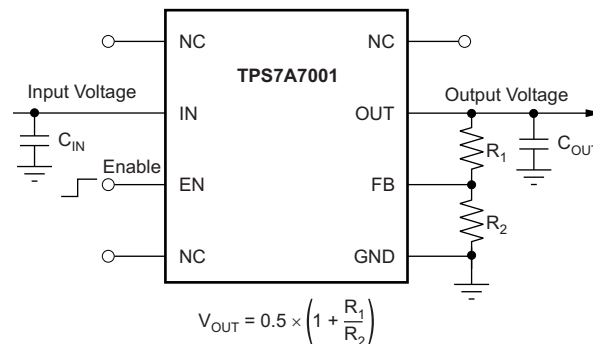 NC
NC
TPS7A7001
Input Voltage
IN
OUT
Output Voltage
C_IN
R_1
C_OUT
Enable
EN
FB
R_2
NC
GND
V_OUT = 0.5 × (1 + R_1/R_2)